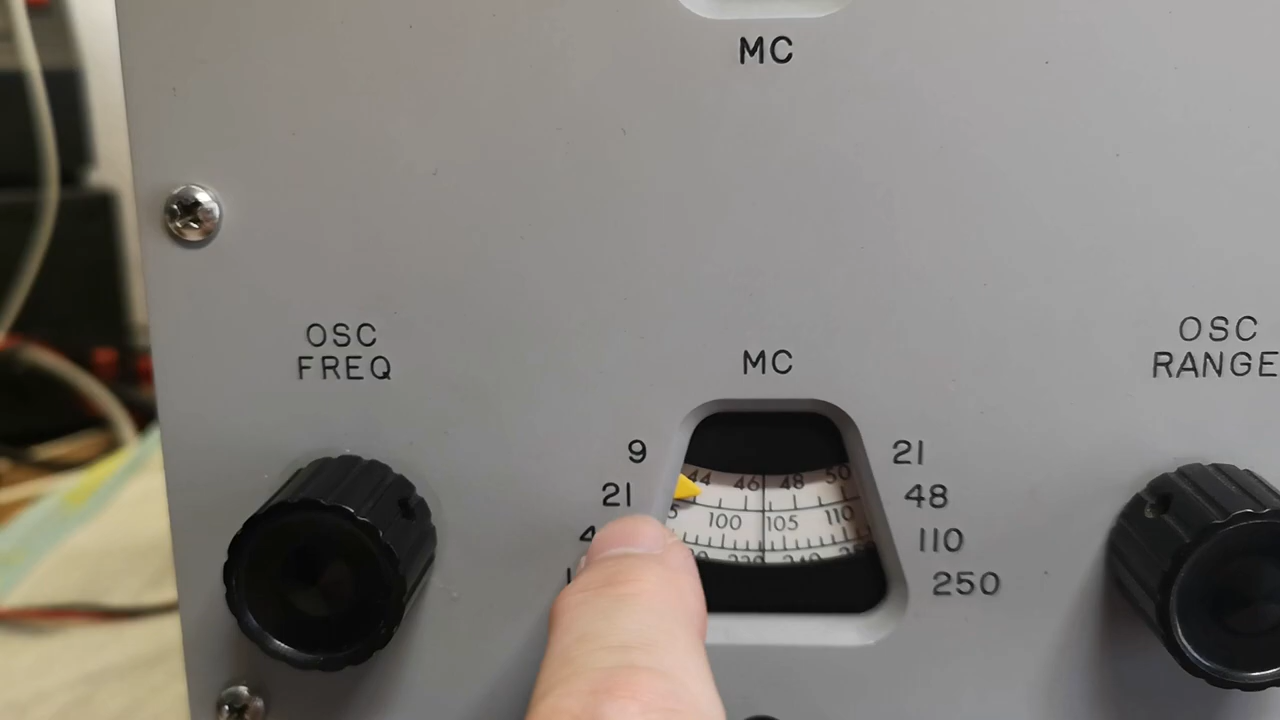 MC
OSC
FREQ
MC
OSC
RANGE
9
21
21
48
110
250
44 46 48 50
100 105 110